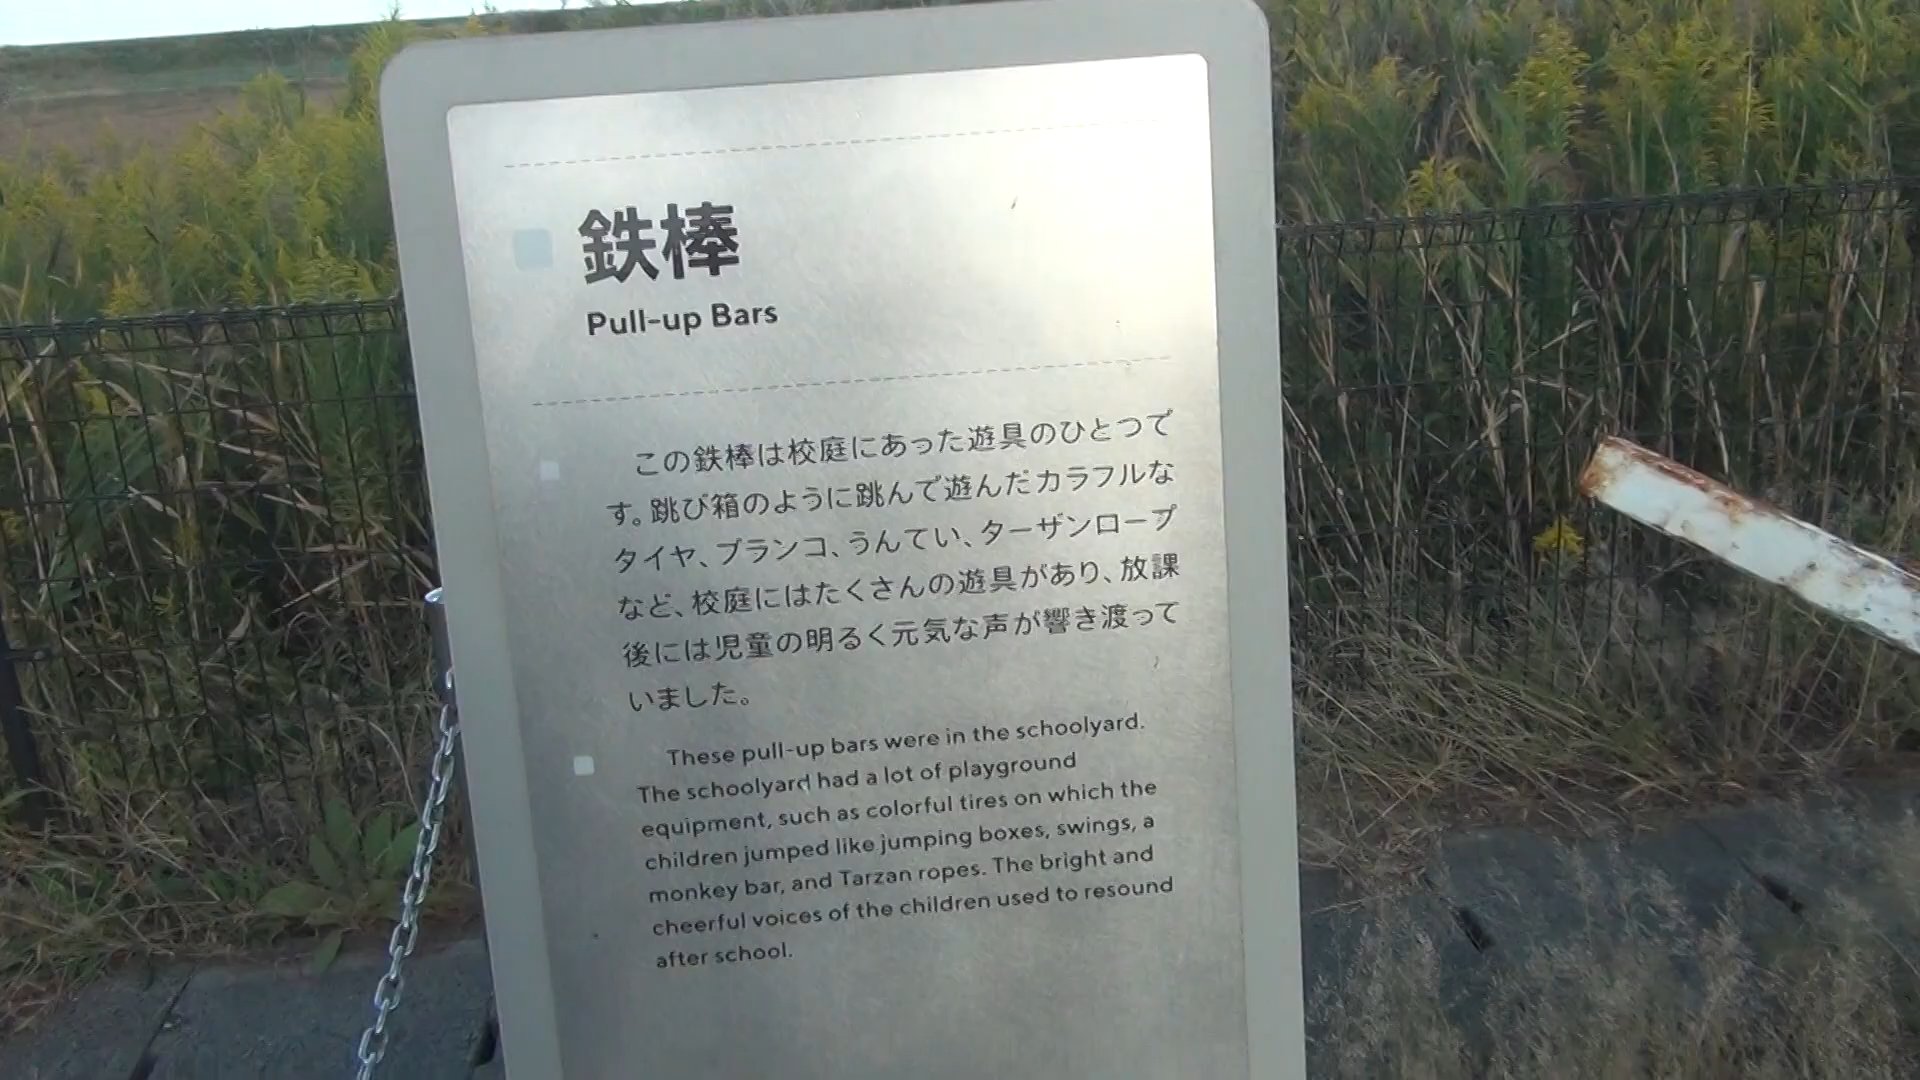 鉄棒
Pull-up Bars
この鉄棒は校庭にあった遊具のひとつで
す。跳び箱のように跳んで遊んだカラフルな
タイヤ、ブランコ、うんてい、ターザンロープ
など、校庭にはたくさんの遊具があり、放課
後には児童の明るく元気な声が響き渡って
いました。
These pull-up bars were in the schoolyard.
The schoolyard had a lot of playground
equipment, such as colorful tires on which the
children jumped like jumping boxes, swings, a
monkey bar, and Tarzan ropes. The bright and
cheerful voices of the children used to resound
after school.